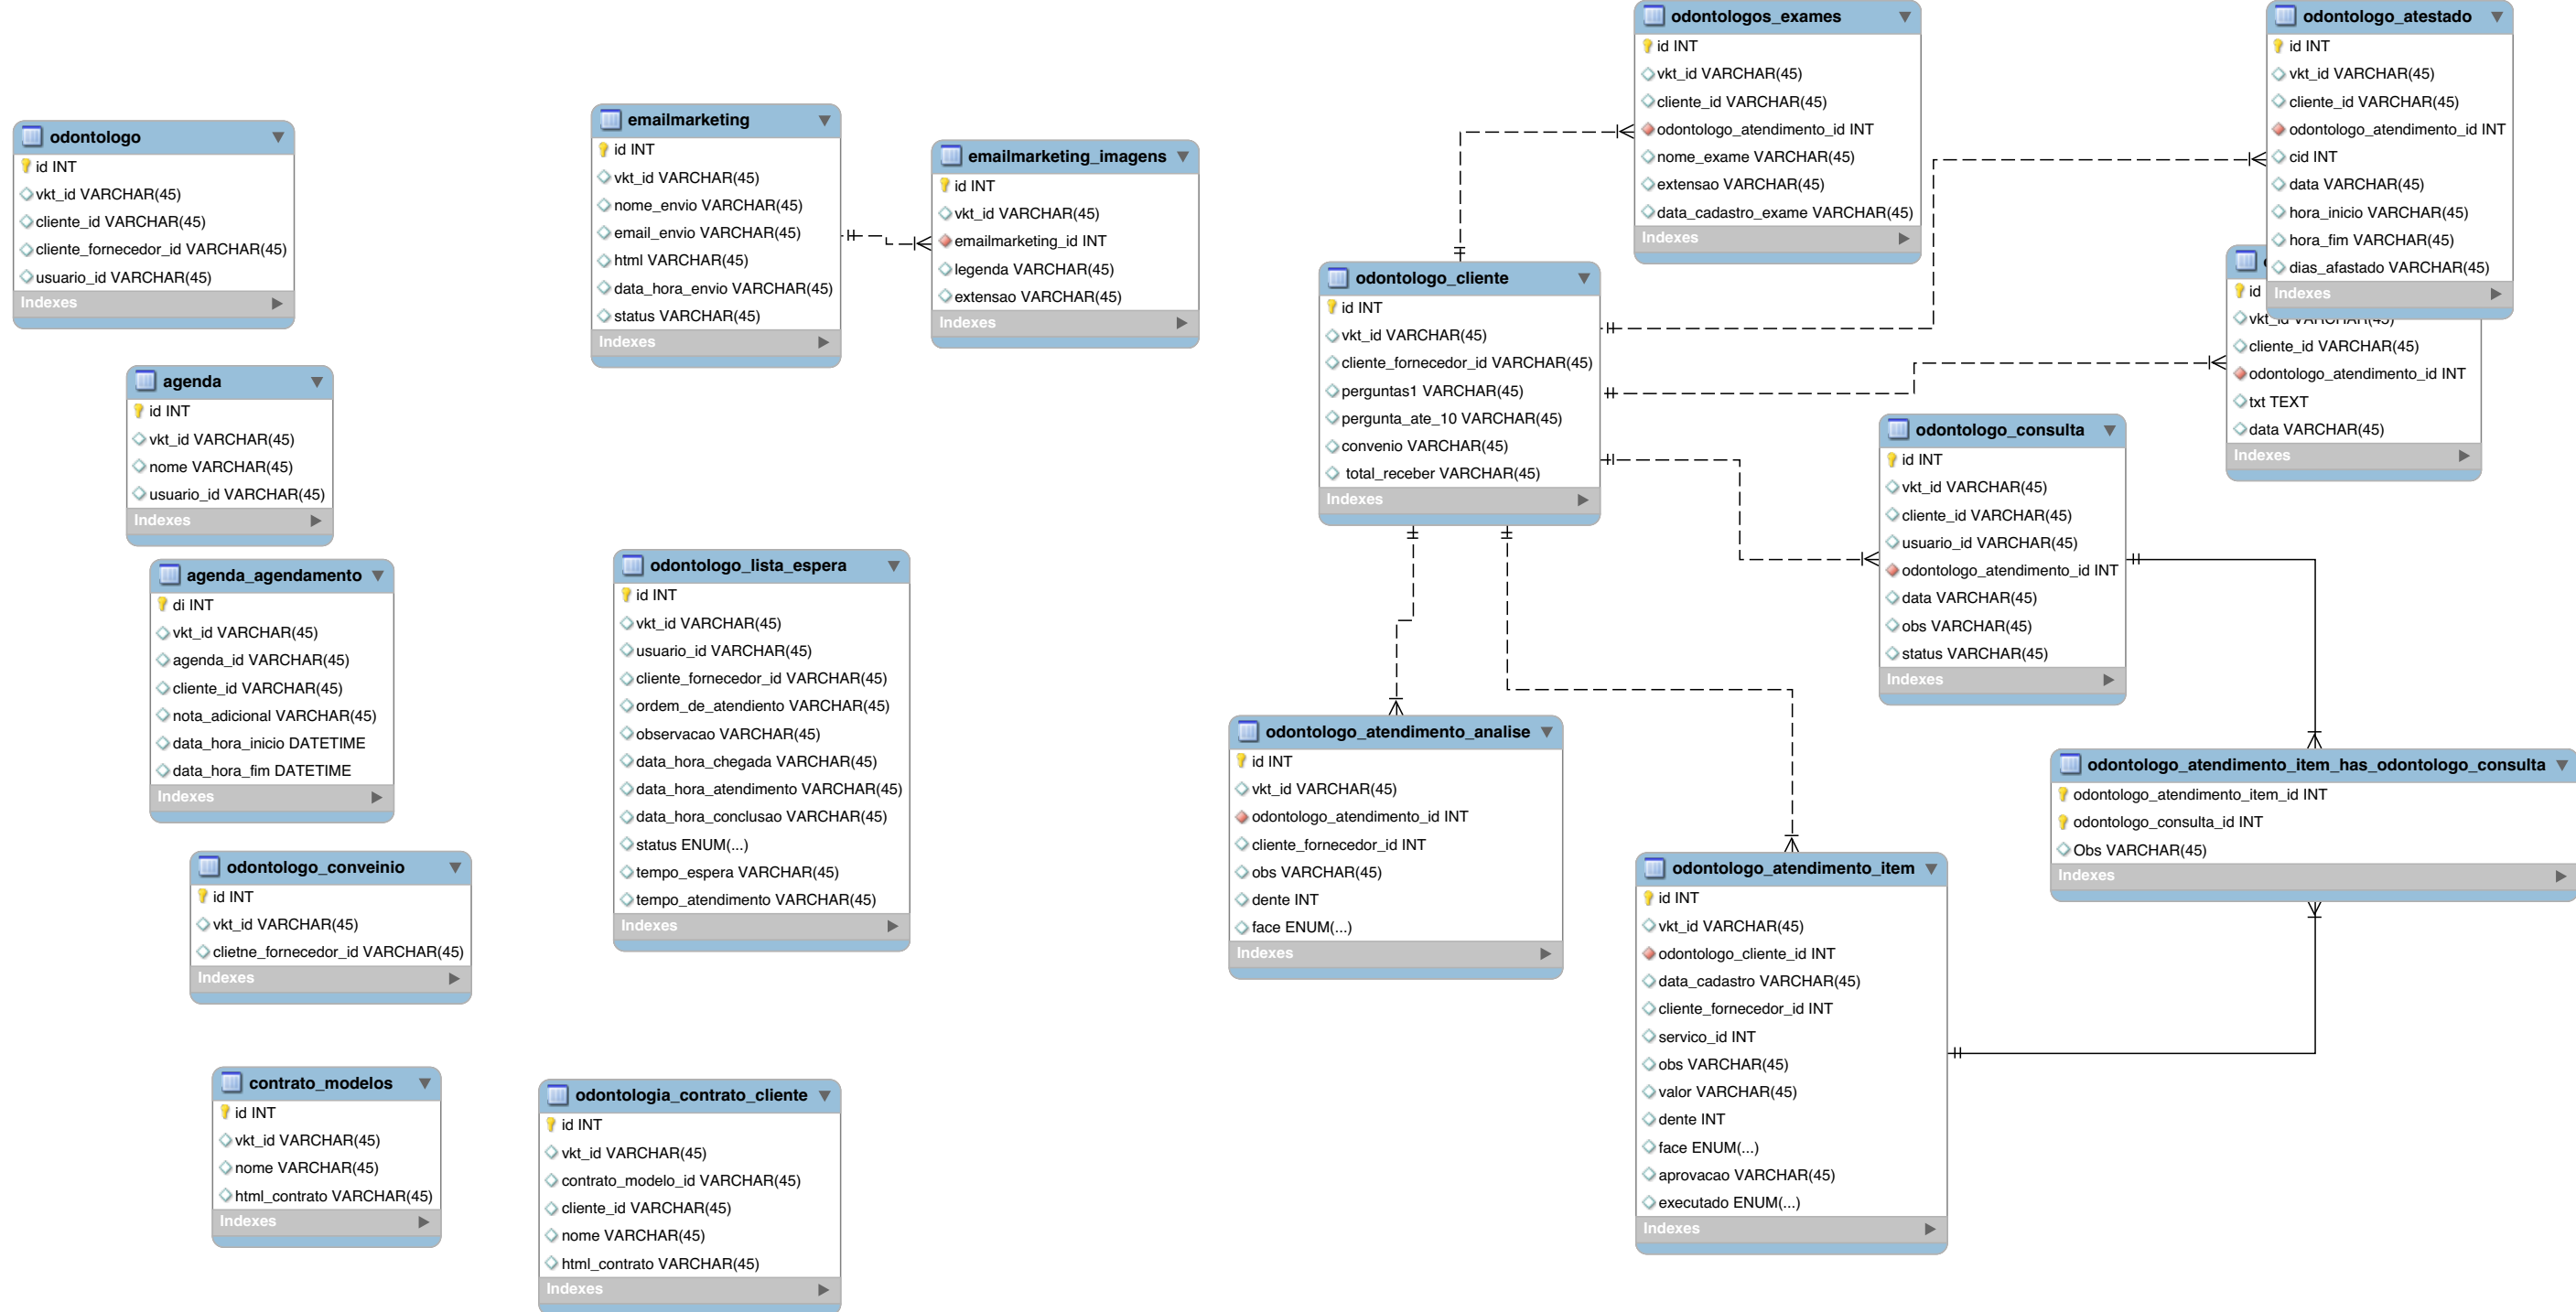 odontologo
id INT
vkt_id VARCHAR(45)
cliente_id VARCHAR(45)
cliente_fornecedor_id VARCHAR(45)
usuario_id VARCHAR(45)
Indexes
agenda
id INT
vkt_id VARCHAR(45)
nome VARCHAR(45)
usuario_id VARCHAR(45)
Indexes
agenda_agendamento
di INT
vkt_id VARCHAR(45)
agenda_id VARCHAR(45)
cliente_id VARCHAR(45)
nota_adicional VARCHAR(45)
data_hora_inicio DATETIME
data_hora_fim DATETIME
Indexes
odontologo_conveinio
id INT
vkt_id VARCHAR(45)
clietne_fornecedor_id VARCHAR(45)
Indexes
contrato_modelos
id INT
vkt_id VARCHAR(45)
nome VARCHAR(45)
html_contrato VARCHAR(45)
Indexes
emailmarketing
id INT
vkt_id VARCHAR(45)
nome_envio VARCHAR(45)
email_envio VARCHAR(45)
html VARCHAR(45)
data_hora_envio VARCHAR(45)
status VARCHAR(45)
Indexes
emailmarketing_imagens
id INT
vkt_id VARCHAR(45)
emailmarketing_id INT
legenda VARCHAR(45)
extensao VARCHAR(45)
Indexes
odontologo_lista_espera
id INT
vkt_id VARCHAR(45)
usuario_id VARCHAR(45)
cliente_fornecedor_id VARCHAR(45)
ordem_de_atendiento VARCHAR(45)
observacao VARCHAR(45)
data_hora_chegada VARCHAR(45)
data_hora_atendimento VARCHAR(45)
data_hora_conclusao VARCHAR(45)
status ENUM(...)
tempo_espera VARCHAR(45)
tempo_atendimento VARCHAR(45)
Indexes
odontologia_contrato_cliente
id INT
vkt_id VARCHAR(45)
contrato_modelo_id VARCHAR(45)
cliente_id VARCHAR(45)
nome VARCHAR(45)
html_contrato VARCHAR(45)
Indexes
odontologo_cliente
id INT
vkt_id VARCHAR(45)
cliente_fornecedor_id VARCHAR(45)
perguntas1 VARCHAR(45)
pergunta_ate_10 VARCHAR(45)
convenio VARCHAR(45)
total_receber VARCHAR(45)
Indexes
odontologos_exames
id INT
vkt_id VARCHAR(45)
cliente_id VARCHAR(45)
odontologo_atendimento_id INT
nome_exame VARCHAR(45)
extensao VARCHAR(45)
data_cadastro_exame VARCHAR(45)
Indexes
odontologo_atestado
id INT
vkt_id VARCHAR(45)
cliente_id VARCHAR(45)
odontologo_atendimento_id INT
cid INT
data VARCHAR(45)
hora_inicio VARCHAR(45)
hora_fim VARCHAR(45)
dias_afastado VARCHAR(45)
Indexes
id
vkt_id VARCHAR(45)
cliente_id VARCHAR(45)
odontologo_atendimento_id INT
txt TEXT
data VARCHAR(45)
Indexes
odontologo_consulta
id INT
vkt_id VARCHAR(45)
cliente_id VARCHAR(45)
usuario_id VARCHAR(45)
odontologo_atendimento_id INT
data VARCHAR(45)
obs VARCHAR(45)
status VARCHAR(45)
Indexes
odontologo_atendimento_analise
id INT
vkt_id VARCHAR(45)
odontologo_atendimento_id INT
cliente_fornecedor_id INT
obs VARCHAR(45)
dente INT
face ENUM(...)
Indexes
odontologo_atendimento_item
id INT
vkt_id VARCHAR(45)
odontologo_cliente_id INT
data_cadastro VARCHAR(45)
cliente_fornecedor_id INT
servico_id INT
obs VARCHAR(45)
valor VARCHAR(45)
dente INT
face ENUM(...)
aprovacao VARCHAR(45)
executado ENUM(...)
Indexes
odontologo_atendimento_item_has_odontologo_consulta
odontologo_atendimento_item_id INT
odontologo_consulta_id INT
Obs VARCHAR(45)
Indexes